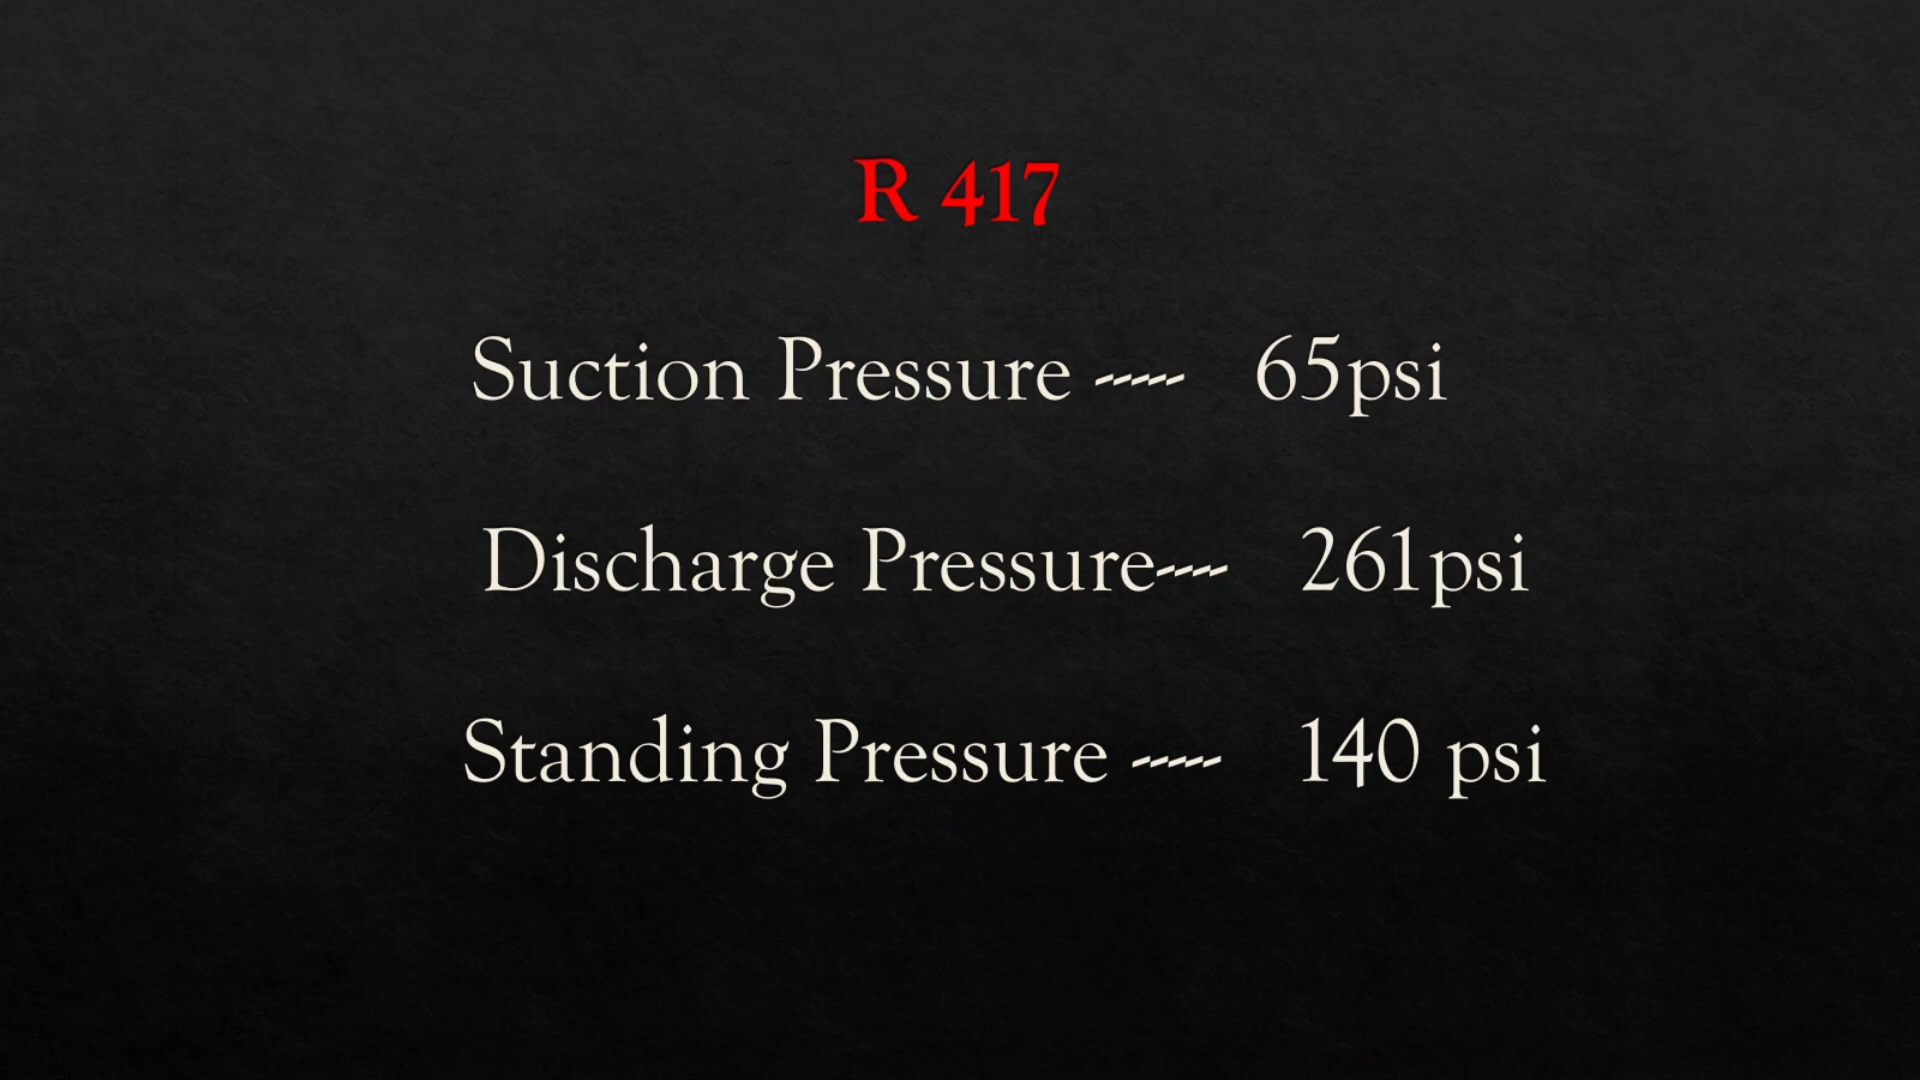 R 417
Suction Pressure ----- 65psi
Discharge Pressure---- 261psi
Standing Pressure ----- 140 psi